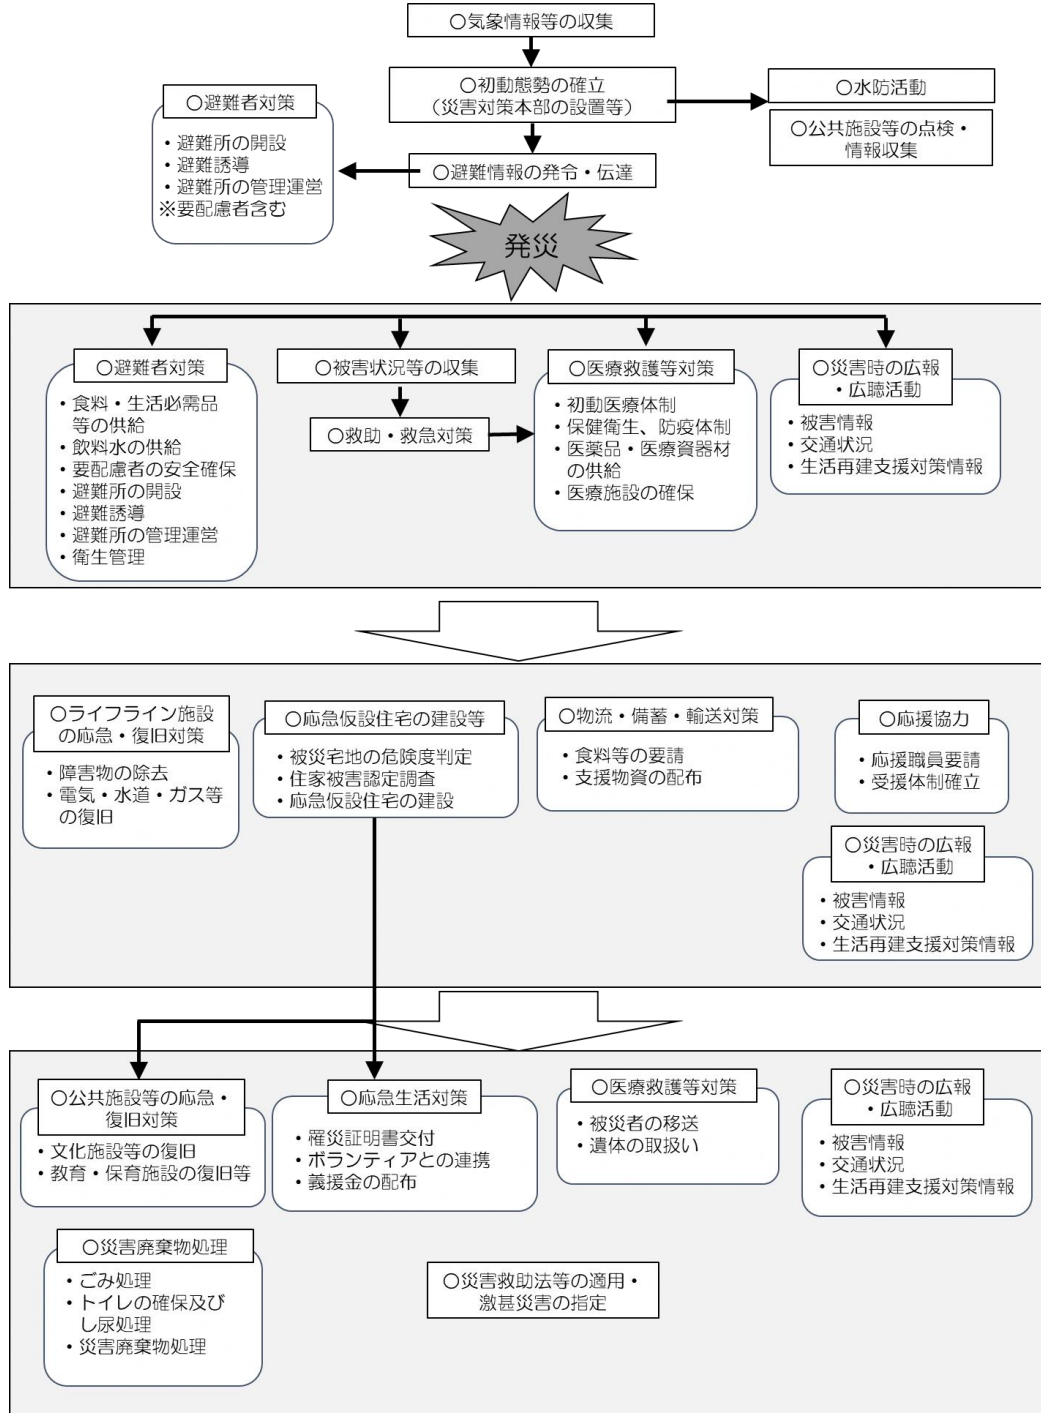 〇気象情報等の収集
〇初動態勢の確立
（災害対策本部の設置等）
〇水防活動
〇公共施設等の点検・
情報収集
〇避難者対策
・避難所の開設
・避難誘導
・避難所の管理運営
※要配慮者含む
〇避難情報の発令・伝達
発災
〇避難者対策
・食料・生活必需品
等の供給
・飲料水の供給
・要配慮者の安全確保
・避難所の開設
・避難誘導
・避難所の管理運営
・衛生管理
〇被害状況等の収集
〇救助・救急対策
〇医療救護等対策
・初動医療体制
・保健衛生、防疫体制
・医薬品・医療資器材
の供給
・医療施設の確保
〇災害時の広報
・広聴活動
・被害情報
・交通状況
・生活再建支援対策情報
〇ライフライン施設
の応急・復旧対策
・障害物の除去
・電気・水道・ガス等
の復旧
〇応急仮設住宅の建設等
・被災宅地の危険度判定
・住家被害認定調査
・応急仮設住宅の建設
〇物流・備蓄・輸送対策
・食料等の要請
・支援物資の配布
〇応援協力
・応援職員要請
・受援体制確立
〇災害時の広報
・広聴活動
・被害情報
・交通状況
・生活再建支援対策情報
〇公共施設等の応急・
復旧対策
・文化施設等の復旧
・教育・保育施設の復旧等
〇応急生活対策
・罹災証明書交付
・ボランティアとの連携
・義援金の配布
〇医療救護等対策
・被災者の移送
・遺体の取扱い
〇災害時の広報
・広聴活動
・被害情報
・交通状況
・生活再建支援対策情報
〇災害廃棄物処理
・ごみ処理
・トイレの確保及び
し尿処理
・災害廃棄物処理
〇災害救助法等の適用・
激甚災害の指定